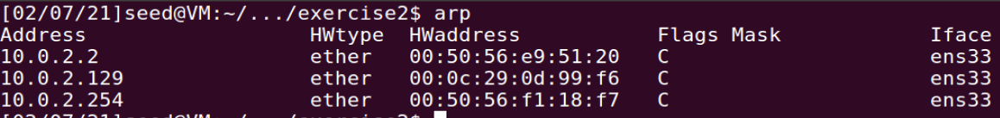 [02/07/21]seed@VM:~/.../exercise2$ arp
Address HWtype HWaddress Flags Mask Iface
10.0.2.2 ether 00:50:56:e9:51:20 C ens33
10.0.2.129 ether 00:0c:29:0d:99:f6 C ens33
10.0.2.254 ether 00:50:56:f1:18:f7 C ens33
[02/07/21]seed@VM:~/.../exercise2$